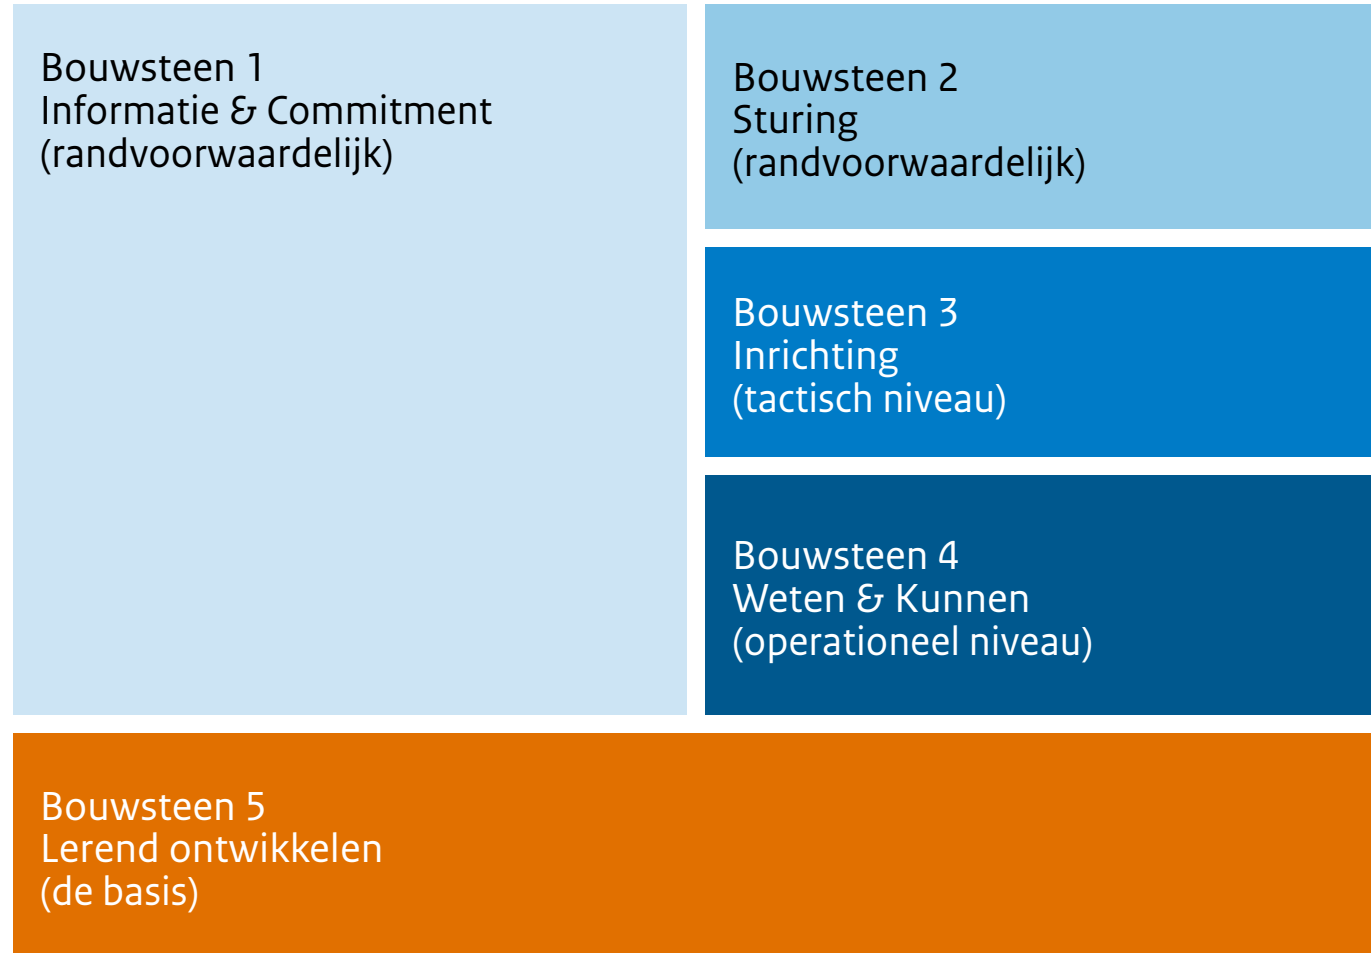 Bouwsteen 1
Informatie & Commitment
(randvoorwaardelijk)
Bouwsteen 2
Sturing
(randvoorwaardelijk)
Bouwsteen 3
Inrichting
(tactisch niveau)
Bouwsteen 4
Weten & Kunnen
(operationeel niveau)
Bouwsteen 5
Lerend ontwikkelen
(de basis)